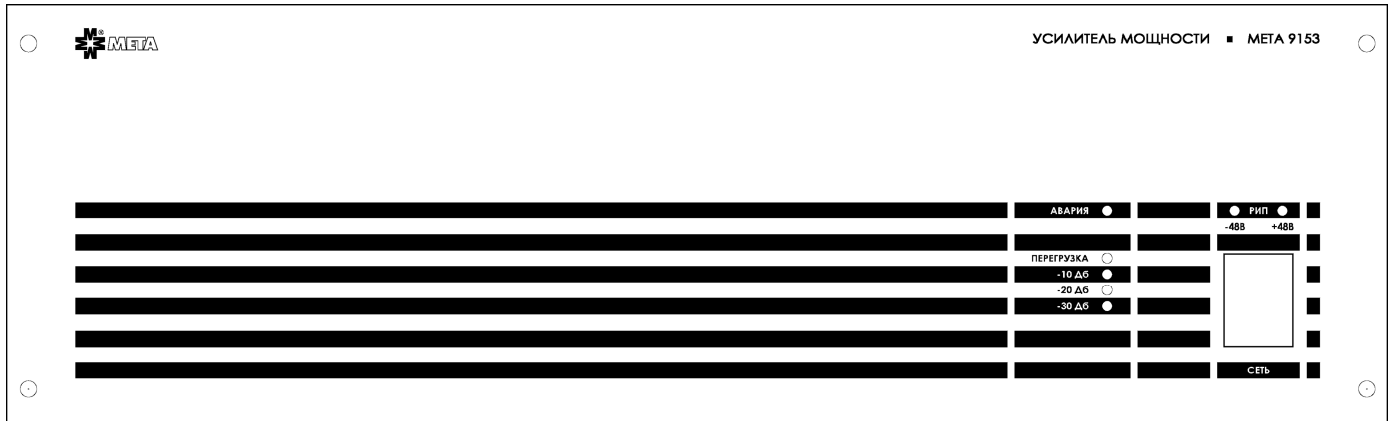 ® МЕТА
УСИЛИТЕЛЬ МОЩНОСТИ ■ МЕТА 9153
АВАРИЯ
РИП
-48В +48В
ПЕРЕГРУЗКА
-10 Дб
-20 Дб
-30 Дб
СЕТЬ